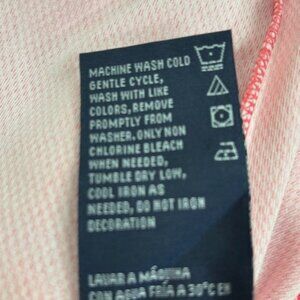 MACHINE WASH COLD
GENTLE CYCLE,
WASH WITH LIKE
COLORS, REMOVE
PROMPTLY FROM
WASHER. ONLY NON
CHLORINE BLEACH
WHEN NEEDED,
TUMBLE DRY LOW,
COOL IRON AS
NEEDED, DO NOT IRON
DECORATION
LAVAR A MÁQUINA
CON AGUA FRÍA A 30°C EN